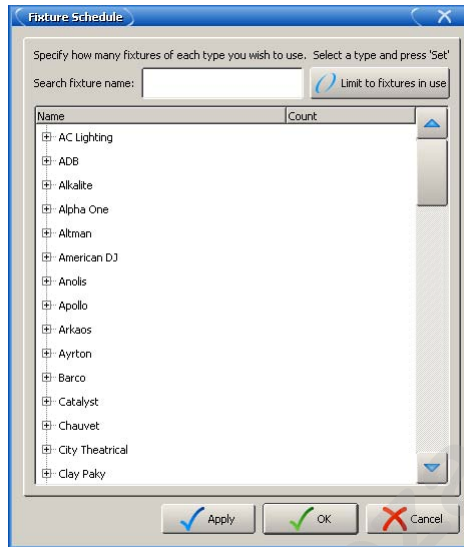 Fixture Schedule
Specify how many fixtures of each type you wish to use. Select a type and press 'Set'
Search fixture name:
Limit to fixtures in use
Name Count
AC Lighting
ADB
Alkalite
Alpha One
Altman
American DJ
Anolis
Apollo
Arkaos
Ayrton
Barco
Catalyst
Chauvet
City Theatrical
Clay Paky
Apply OK Cancel